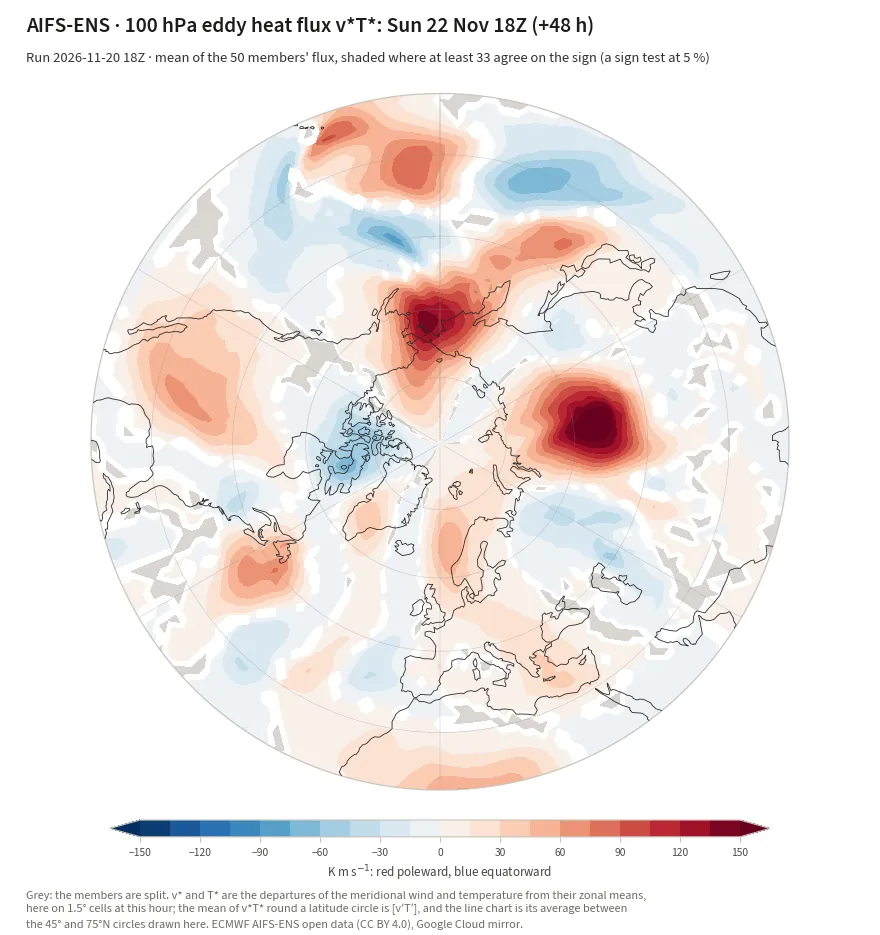 AIFS-ENS · 100 hPa eddy heat flux v*T*: Sun 22 Nov 18Z (+48 h)
Run 2026-11-20 18Z · mean of the 50 members' flux, shaded where at least 33 agree on the sign (a sign test at 5 %)
−150 −120 −90 −60 −30 0 30 60 90 120 150
K m s⁻¹: red poleward, blue equatorward
Grey: the members are split. v* and T* are the departures of the meridional wind and temperature from their zonal means,
here on 1.5° cells at this hour; the mean of v*T* round a latitude circle is [v′T′], and the line chart is its average between
the 45° and 75°N circles drawn here. ECMWF AIFS-ENS open data (CC BY 4.0), Google Cloud mirror.